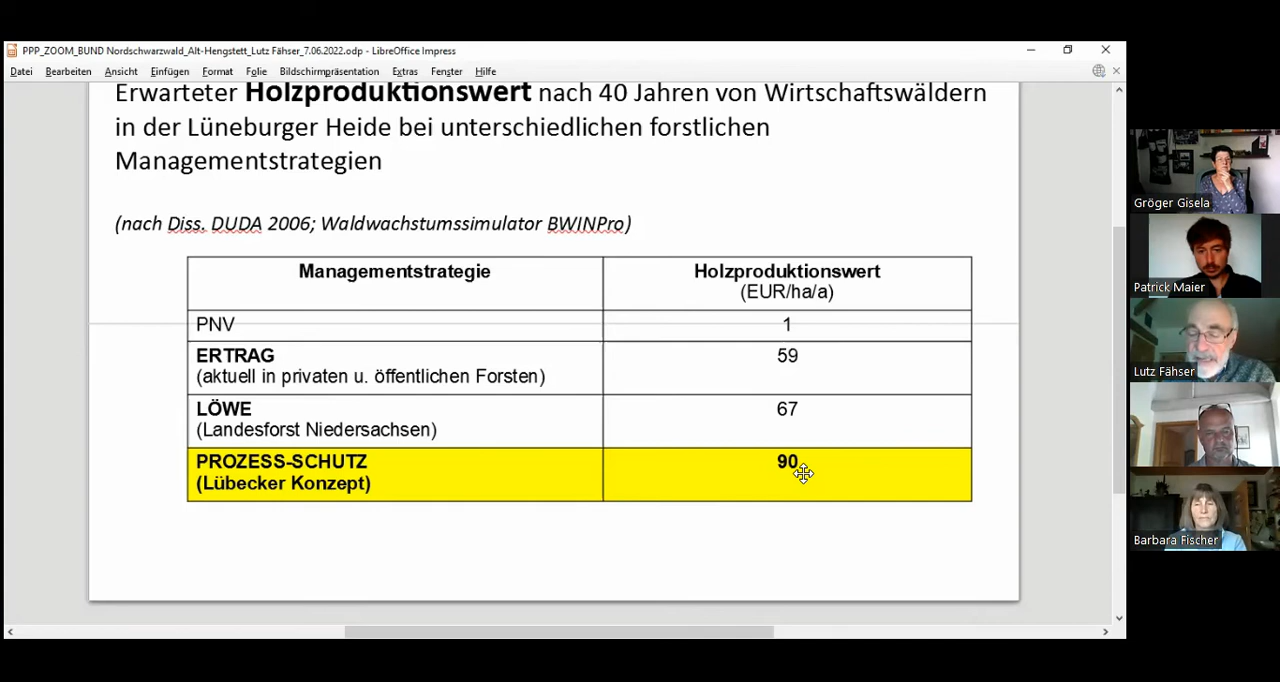 PPP_ZOOM_BUND Nordschwarzwald_Alt-Hengstett_Lutz Fähser_7.06.2022.odp - LibreOffice Impress
Datei Bearbeiten Ansicht Einfügen Format Folie Bildschirmpräsentation Extras Fenster Hilfe
Erwarteter Holzproduktionswert nach 40 Jahren von Wirtschaftswäldern
in der Lüneburger Heide bei unterschiedlichen forstlichen
Managementstrategien
(nach Diss. DUDA 2006; Waldwachstumssimulator BWINPro)
Managementstrategie Holzproduktionswert
(EUR/ha/a)
PNV 1
ERTRAG 59
(aktuell in privaten u. öffentlichen Forsten)
LÖWE 67
(Landesforst Niedersachsen)
PROZESS-SCHUTZ 90
(Lübecker Konzept)
Gröger Gisela
Patrick Maier
Lutz Fähser
Barbara Fischer